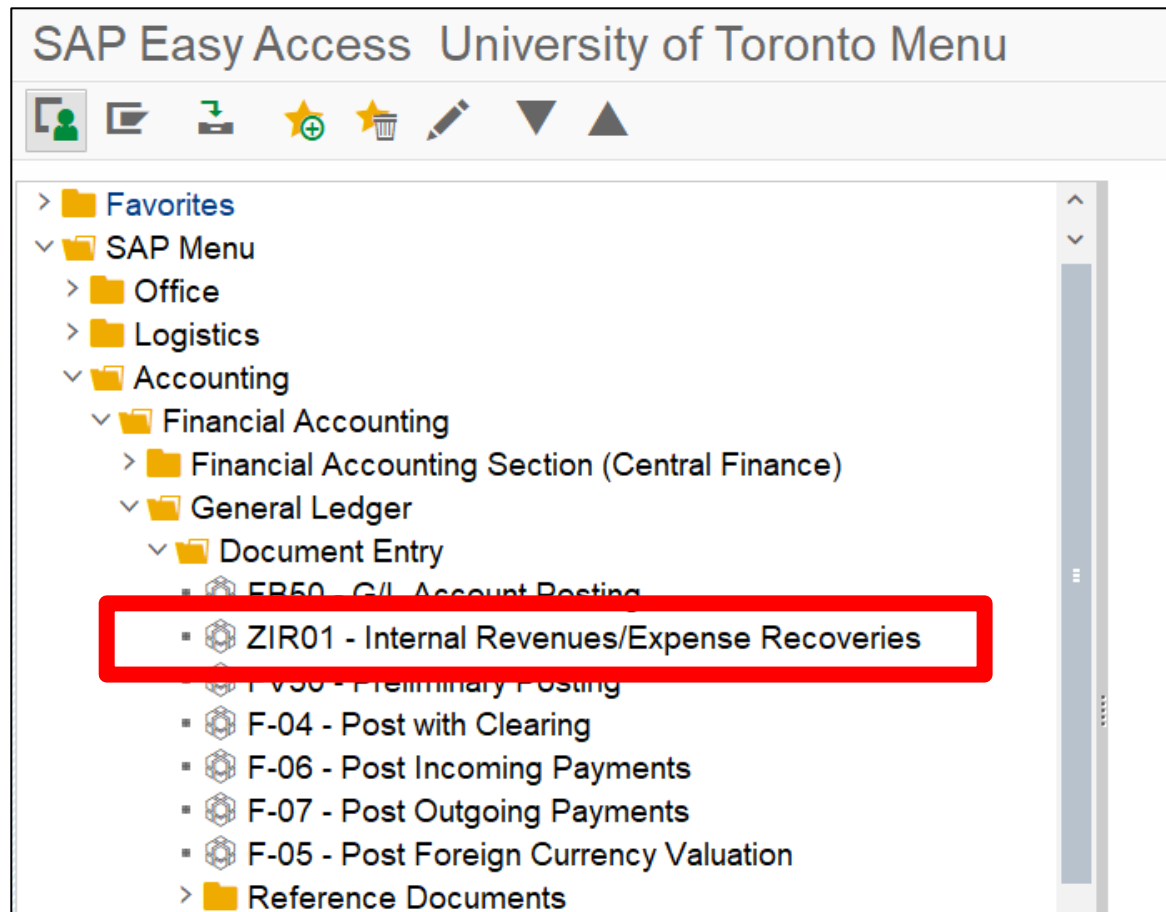 SAP Easy Access University of Toronto Menu
Favorites
SAP Menu
Office
Logistics
Accounting
Financial Accounting
Financial Accounting Section (Central Finance)
General Ledger
Document Entry
FB50 - G/L Account Posting
ZIR01 - Internal Revenues/Expense Recoveries
FV50 - Preliminary Posting
F-04 - Post with Clearing
F-06 - Post Incoming Payments
F-07 - Post Outgoing Payments
F-05 - Post Foreign Currency Valuation
Reference Documents